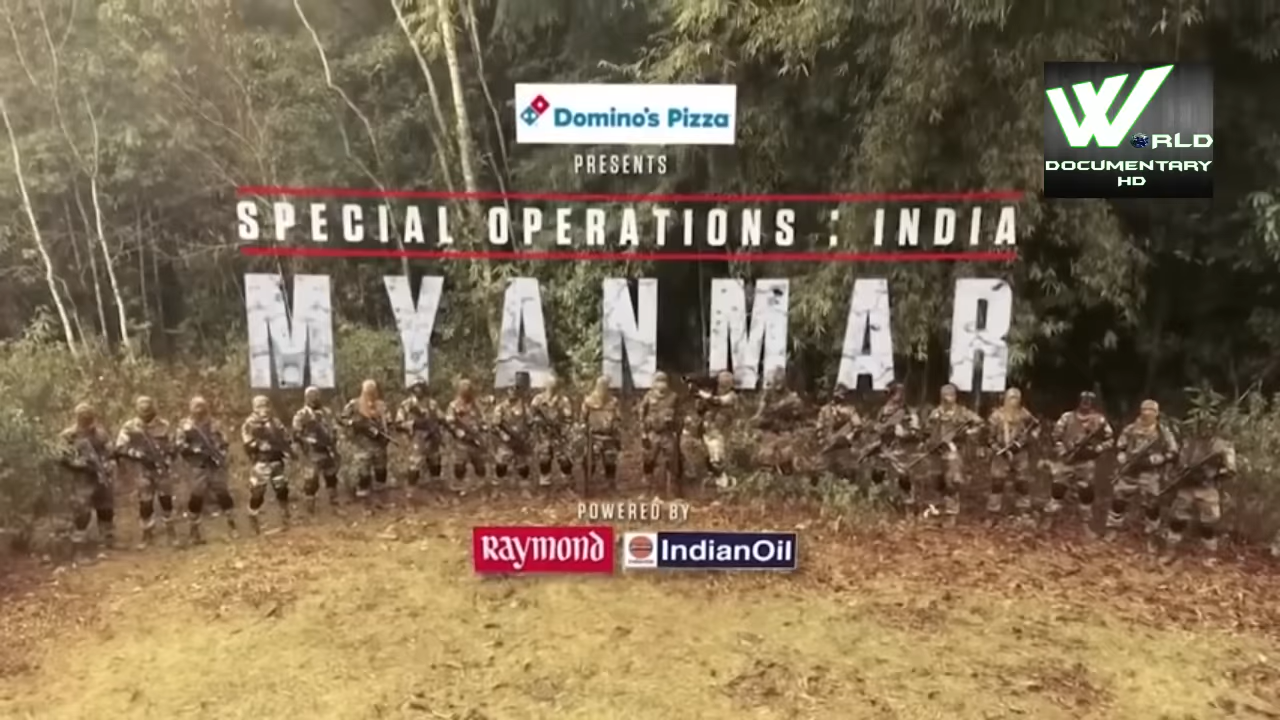 Domino's Pizza
PRESENTS
WORLD
DOCUMENTARY
HD
SPECIAL OPERATIONS : INDIA
MYANMAR
POWERED BY
Raymond
IndianOil